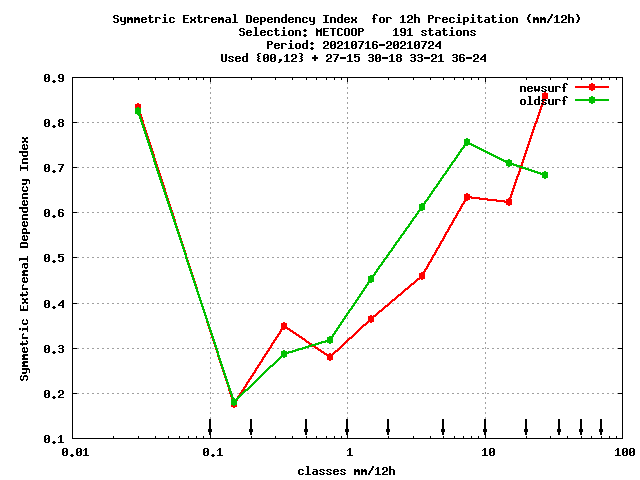 Symmetric Extremal Dependency Index  for 12h Precipitation (mm/12h)
Selection: METCOOP    191 stations
Period: 20210716-20210724
Used {00,12} + 27-15 30-18 33-21 36-24
newsurf
oldsurf
Symmetric Extremal Dependency Index
0.9
0.8
0.7
0.6
0.5
0.4
0.3
0.2
0.1
0.01 0.1 1 10 100
classes mm/12h